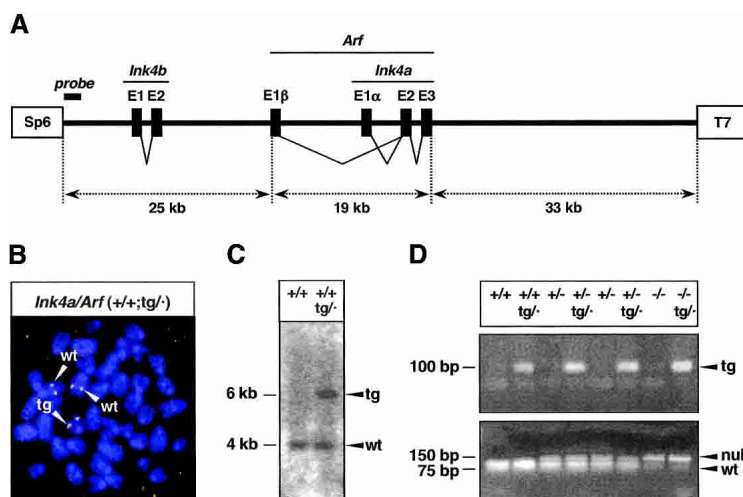 A
Arf
Ink4b
Ink4a
probe
E1 E2
E1β
E1α
E2 E3
Sp6
T7
25 kb
19 kb
33 kb
B
Ink4a/Arf (+/+;tg/·)
wt
wt
tg
C
+/+
+/+
tg/·
6 kb
tg
4 kb
wt
D
+/+ +/+ +/- +/- +/- +/- -/- -/-
tg/· tg/· tg/· tg/·
100 bp
tg
150 bp
nul
75 bp
wt